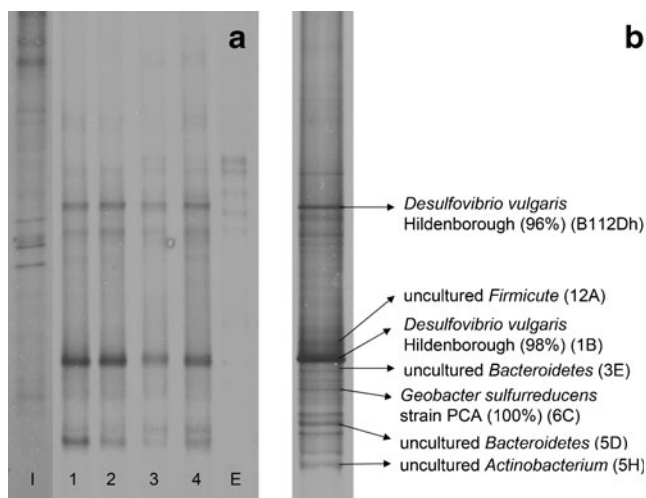 a
b
I 1 2 3 4 E
Desulfovibrio vulgaris
Hildenborough (96%) (B112Dh)
uncultured Firmicute (12A)
Desulfovibrio vulgaris
Hildenborough (98%) (1B)
uncultured Bacteroidetes (3E)
Geobacter sulfurreducens
strain PCA (100%) (6C)
uncultured Bacteroidetes (5D)
uncultured Actinobacterium (5H)